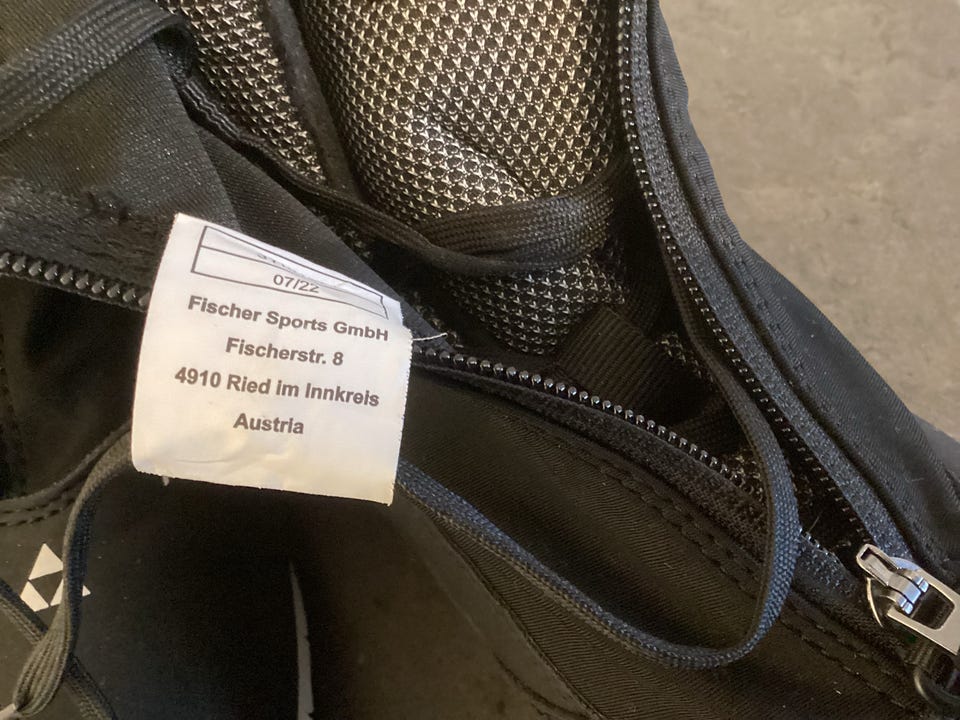 07/22
Fischer Sports GmbH
Fischerstr. 8
4910 Ried im Innkreis
Austria